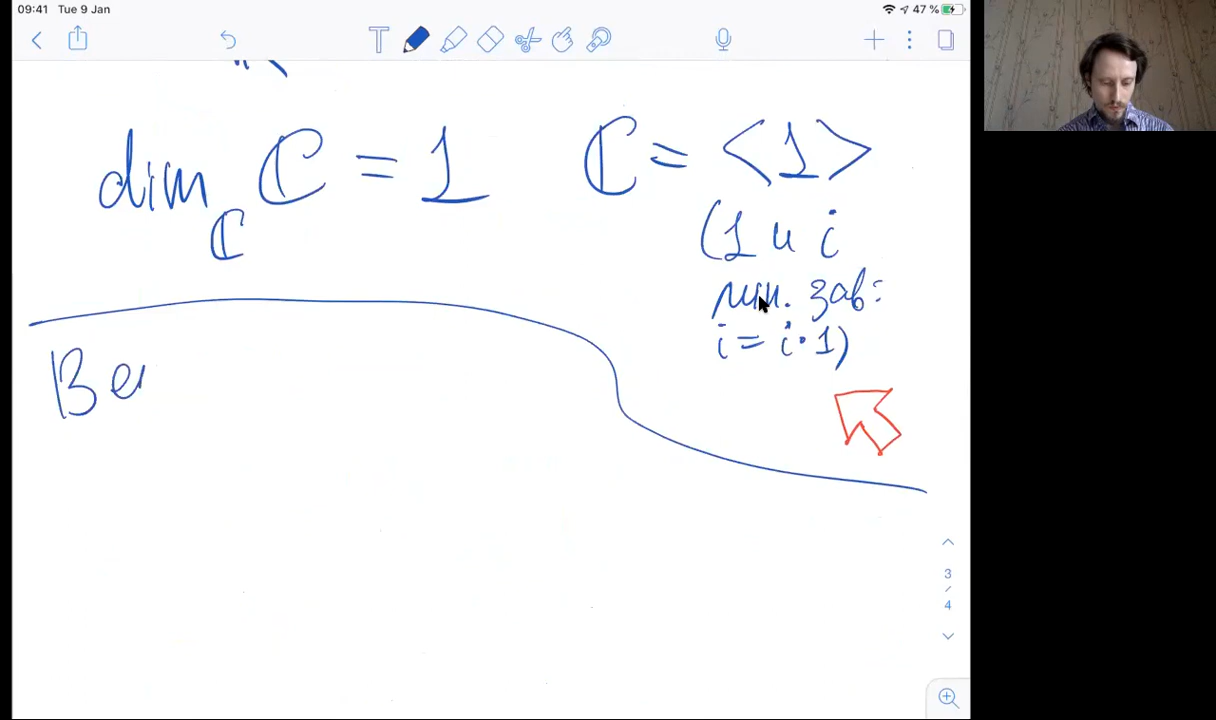 09:41 Tue 9 Jan
47 %
dim_ℂ ℂ = 1
ℂ = <1>
(1 и i
лин. зав:
i = i·1)
Ве
3
/
4